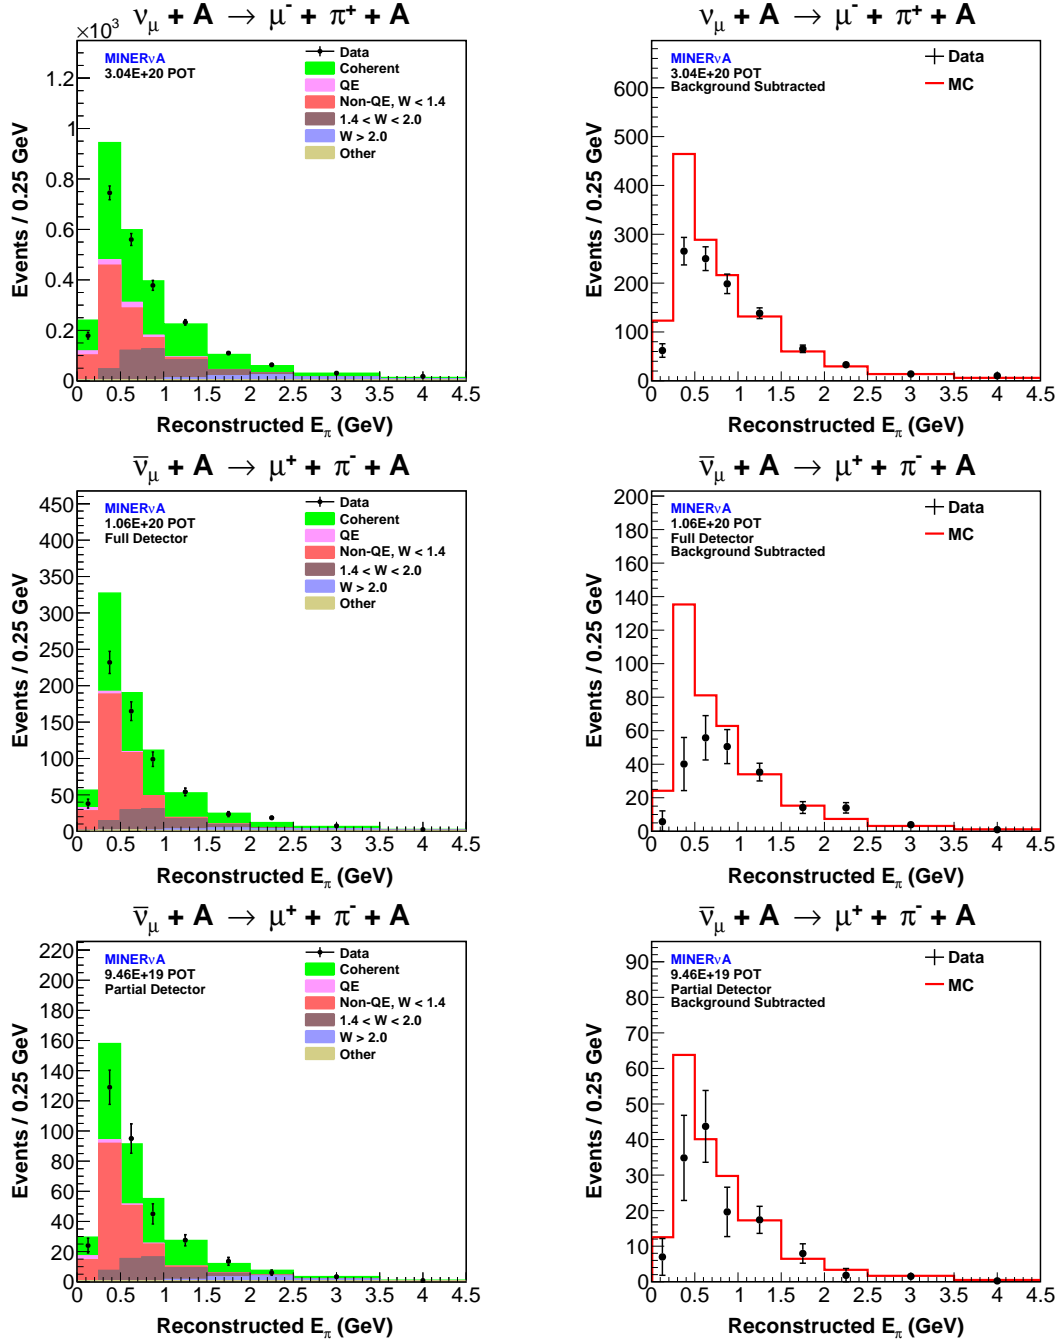 ν_μ + A → μ⁻ + π⁺ + A
×10³
MINERνA
3.04E+20 POT
Data
Coherent
QE
Non-QE, W < 1.4
1.4 < W < 2.0
W > 2.0
Other
Events / 0.25 GeV
1.2
1
0.8
0.6
0.4
0.2
0
0 0.5 1 1.5 2 2.5 3 3.5 4 4.5
Reconstructed E_π (GeV)
ν_μ + A → μ⁻ + π⁺ + A
MINERνA
3.04E+20 POT
Background Subtracted
Data
MC
Events / 0.25 GeV
600
500
400
300
200
100
0
0 0.5 1 1.5 2 2.5 3 3.5 4 4.5
Reconstructed E_π (GeV)
ν̅_μ + A → μ⁺ + π⁻ + A
MINERνA
1.06E+20 POT
Full Detector
Data
Coherent
QE
Non-QE, W < 1.4
1.4 < W < 2.0
W > 2.0
Other
Events / 0.25 GeV
450
400
350
300
250
200
150
100
50
0
0 0.5 1 1.5 2 2.5 3 3.5 4 4.5
Reconstructed E_π (GeV)
ν̅_μ + A → μ⁺ + π⁻ + A
MINERνA
1.06E+20 POT
Full Detector
Background Subtracted
Data
MC
Events / 0.25 GeV
200
180
160
140
120
100
80
60
40
20
0
0 0.5 1 1.5 2 2.5 3 3.5 4 4.5
Reconstructed E_π (GeV)
ν̅_μ + A → μ⁺ + π⁻ + A
MINERνA
9.46E+19 POT
Partial Detector
Data
Coherent
QE
Non-QE, W < 1.4
1.4 < W < 2.0
W > 2.0
Other
Events / 0.25 GeV
220
200
180
160
140
120
100
80
60
40
20
0
0 0.5 1 1.5 2 2.5 3 3.5 4 4.5
Reconstructed E_π (GeV)
ν̅_μ + A → μ⁺ + π⁻ + A
MINERνA
9.46E+19 POT
Partial Detector
Background Subtracted
Data
MC
Events / 0.25 GeV
90
80
70
60
50
40
30
20
10
0
0 0.5 1 1.5 2 2.5 3 3.5 4 4.5
Reconstructed E_π (GeV)